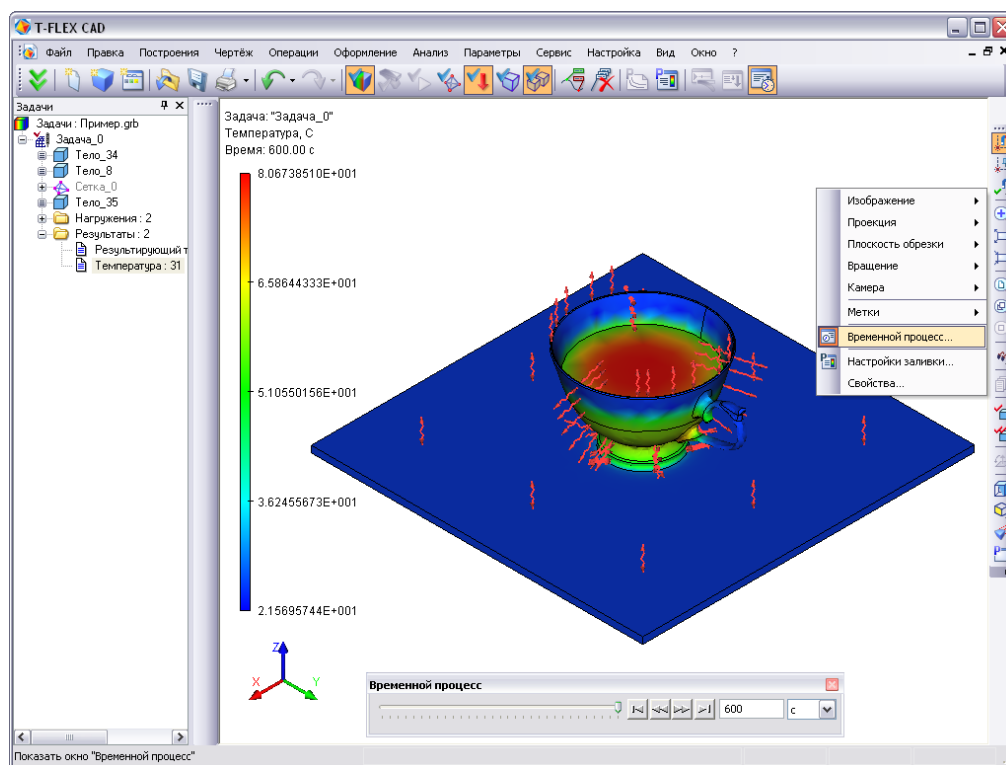 T-FLEX CAD
Файл Правка Построения Чертёж Операции Оформление Анализ Параметры Сервис Настройка Вид Окно ?
Задачи
Задачи : Пример.grb
Задача_0
Тело_34
Тело_8
Сетка_0
Тело_35
Нагружения : 2
Результаты : 2
Результирующий т
Температура : 31
Задача: "Задача_0"
Температура, С
Время: 600.00 с
8.06738510E+001
6.58644333E+001
5.10550156E+001
3.62455673E+001
2.15695744E+001
Z
X
Y
Изображение
Проекция
Плоскость обрезки
Вращение
Камера
Метки
Временной процесс...
Настройки заливки...
Свойства...
Временной процесс
600 с
Показать окно "Временной процесс"